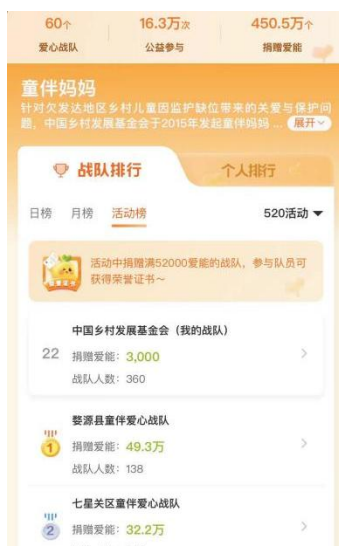 60个
16.3万次
450.5万个
爱心战队
公益参与
捐赠爱能
童伴妈妈
针对欠发达地区乡村儿童因监护缺位带来的关爱与保护问
题，中国乡村发展基金会于2015年发起童伴妈妈 ...
展开
战队排行
个人排行
日榜
月榜
活动榜
520活动
活动中捐赠满52000爱能的战队，参与队员可
获得荣誉证书～
荣誉证书
中国乡村发展基金会（我的战队）
22
捐赠爱能：3,000
战队人数：360
婺源县童伴爱心战队
1
捐赠爱能：49.3万
战队人数：138
七星关区童伴爱心战队
2
捐赠爱能：32.2万